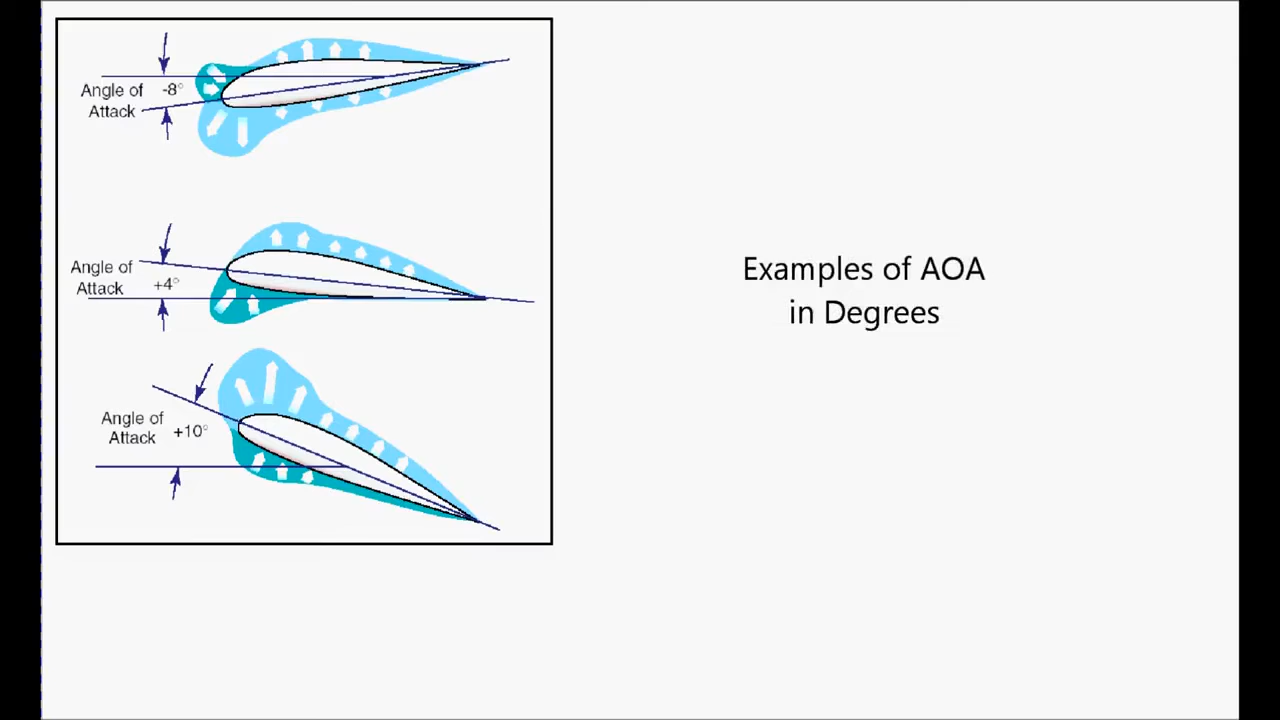 Angle of -8°
Attack
Angle of
Attack +4°
Angle of
Attack +10°
Examples of AOA
in Degrees